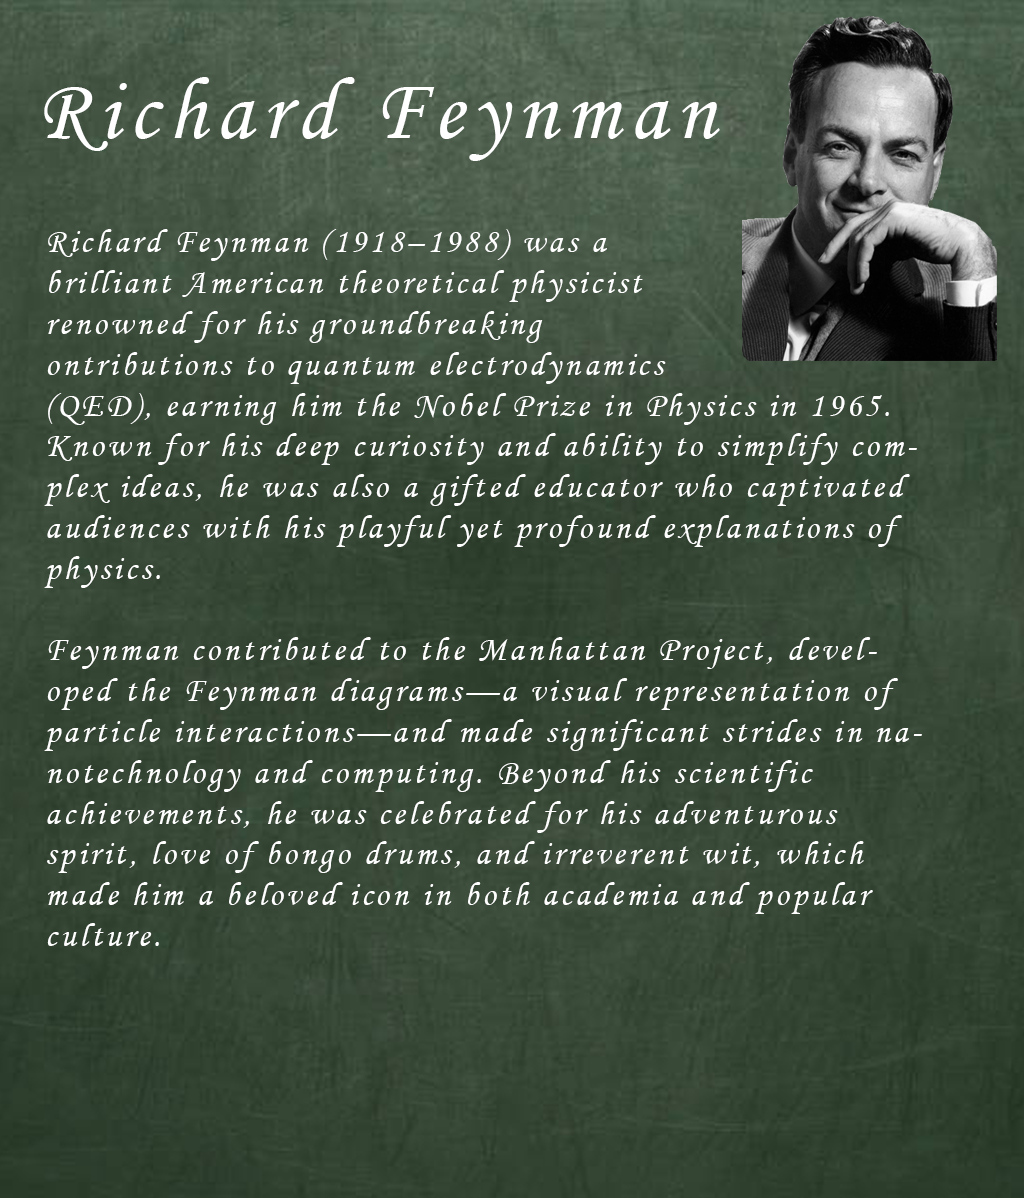 Richard Feynman
Richard Feynman (1918–1988) was a
brilliant American theoretical physicist
renowned for his groundbreaking
ontributions to quantum electrodynamics
(QED), earning him the Nobel Prize in Physics in 1965.
Known for his deep curiosity and ability to simplify com-
plex ideas, he was also a gifted educator who captivated
audiences with his playful yet profound explanations of
physics.
Feynman contributed to the Manhattan Project, devel-
oped the Feynman diagrams—a visual representation of
particle interactions—and made significant strides in na-
notechnology and computing. Beyond his scientific
achievements, he was celebrated for his adventurous
spirit, love of bongo drums, and irreverent wit, which
made him a beloved icon in both academia and popular
culture.